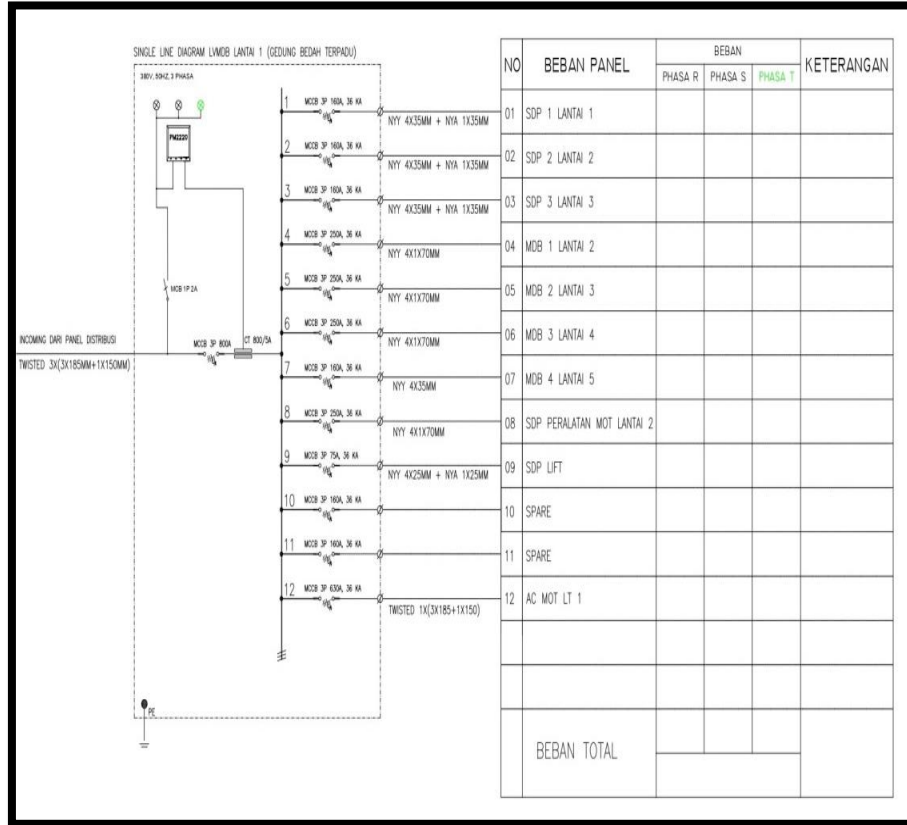 SINGLE LINE DIAGRAM LVMDB LANTAI 1 (GEDUNG BEDAH TERPADU)
380V, 50HZ, 3 PHASA
PM2220
MCB 1P 2A
INCOMING DARI PANEL DISTRIBUSI
TWISTED 3X(3X185MM+1X150MM)
MCCB 3P 800A
CT 800/5A
PE
1 MCCB 3P 160A, 36 KA
NYY 4X35MM + NYA 1X35MM
2 MCCB 3P 160A, 36 KA
NYY 4X35MM + NYA 1X35MM
3 MCCB 3P 160A, 36 KA
NYY 4X35MM + NYA 1X35MM
4 MCCB 3P 250A, 36 KA
NYY 4X1X70MM
5 MCCB 3P 250A, 36 KA
NYY 4X1X70MM
6 MCCB 3P 250A, 36 KA
NYY 4X1X70MM
7 MCCB 3P 160A, 36 KA
NYY 4X35MM
8 MCCB 3P 250A, 36 KA
NYY 4X1X70MM
9 MCCB 3P 75A, 36 KA
NYY 4X25MM + NYA 1X25MM
10 MCCB 3P 160A, 36 KA
11 MCCB 3P 160A, 36 KA
12 MCCB 3P 630A, 36 KA
TWISTED 1X(3X185+1X150)
NO BEBAN PANEL BEBAN KETERANGAN
PHASA R PHASA S PHASA T
01 SDP 1 LANTAI 1
02 SDP 2 LANTAI 2
03 SDP 3 LANTAI 3
04 MDB 1 LANTAI 2
05 MDB 2 LANTAI 3
06 MDB 3 LANTAI 4
07 MDB 4 LANTAI 5
08 SDP PERALATAN MOT LANTAI 2
09 SDP LIFT
10 SPARE
11 SPARE
12 AC MOT LT 1
BEBAN TOTAL